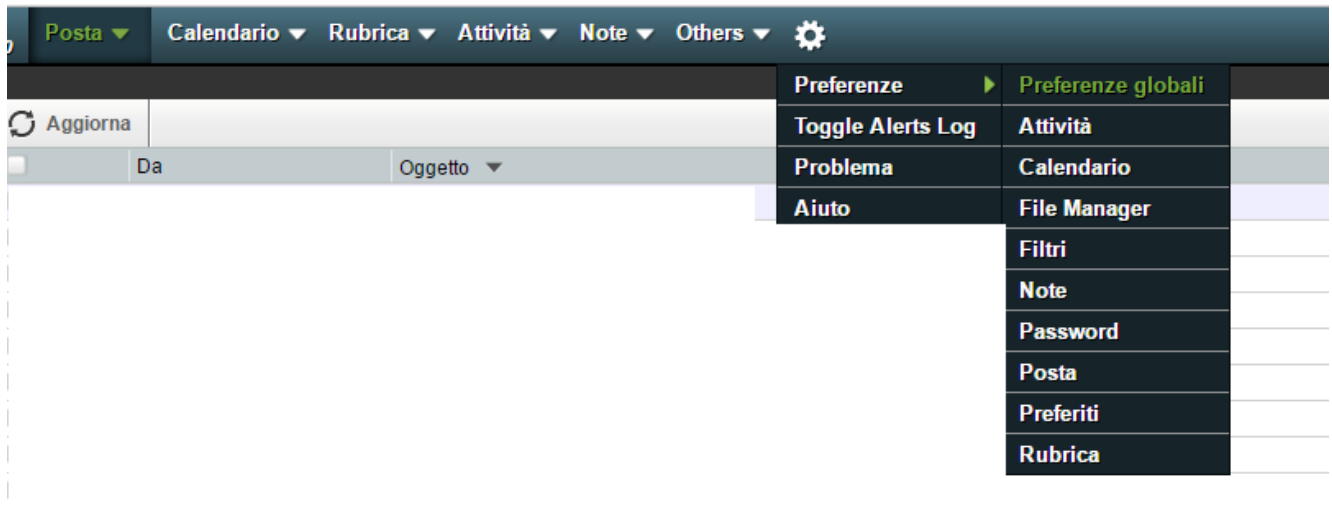 Posta Calendario Rubrica Attività Note Others
Preferenze Preferenze globali
Aggiorna Toggle Alerts Log Attività
Da Oggetto Problema Calendario
Aiuto File Manager
Filtri
Note
Password
Posta
Preferiti
Rubrica